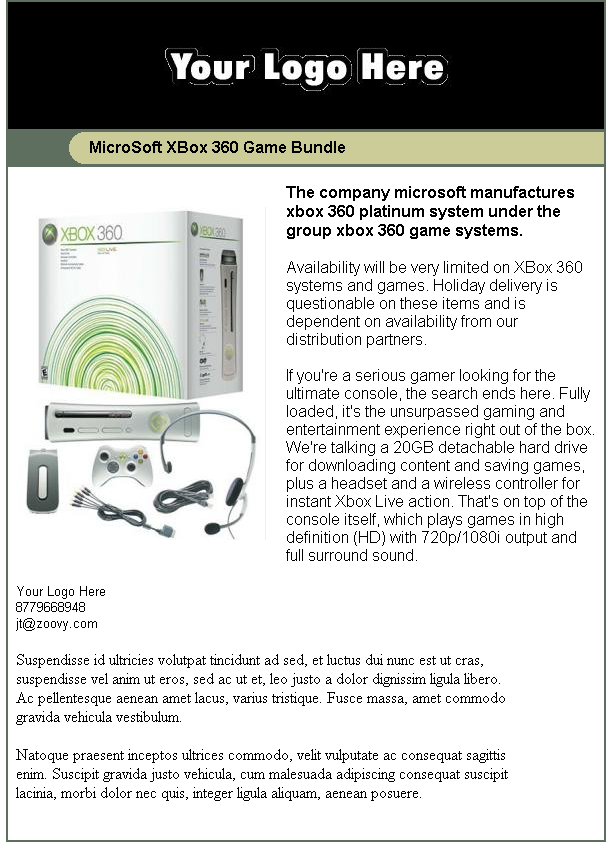 Your Logo Here
MicroSoft XBox 360 Game Bundle
The company microsoft manufactures
xbox 360 platinum system under the
group xbox 360 game systems.
XBOX 360
XBOX 360
Availability will be very limited on XBox 360
systems and games. Holiday delivery is
questionable on these items and is
dependent on availability from our
distribution partners.
If you're a serious gamer looking for the
ultimate console, the search ends here. Fully
loaded, it's the unsurpassed gaming and
entertainment experience right out of the box.
We're talking a 20GB detachable hard drive
for downloading content and saving games,
plus a headset and a wireless controller for
instant Xbox Live action. That's on top of the
console itself, which plays games in high
definition (HD) with 720p/1080i output and
full surround sound.
Your Logo Here
8779668948
jt@zoovy.com
Suspendisse id ultricies volutpat tincidunt ad sed, et luctus dui nunc est ut cras,
suspendisse vel anim ut eros, sed ac ut et, leo justo a dolor dignissim ligula libero.
Ac pellentesque aenean amet lacus, varius tristique. Fusce massa, amet commodo
gravida vehicula vestibulum.
Natoque praesent inceptos ultrices commodo, velit vulputate ac consequat sagittis
enim. Suscipit gravida justo vehicula, cum malesuada adipiscing consequat suscipit
lacinia, morbi dolor nec quis, integer ligula aliquam, aenean posuere.